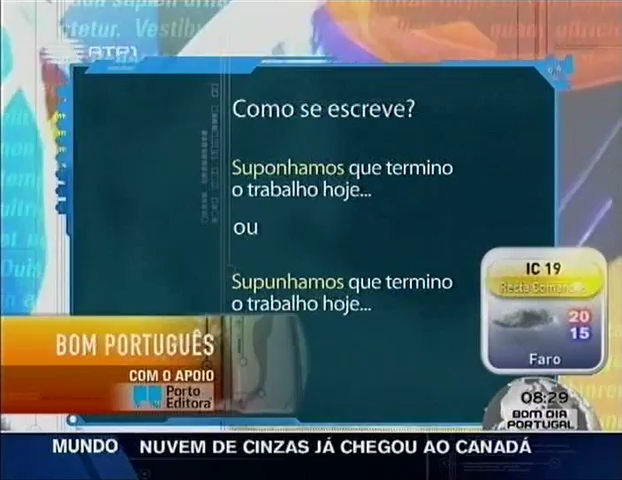 RTP1
Como se escreve?
Suponhamos que termino
o trabalho hoje...
ou
Supunhamos que termino
o trabalho hoje...
IC 19
20
15
Faro
BOM PORTUGUÊS
COM O APOIO
Porto
Editora
08:29
BOM DIA
PORTUGAL
MUNDO NUVEM DE CINZAS JÁ CHEGOU AO CANADÁ